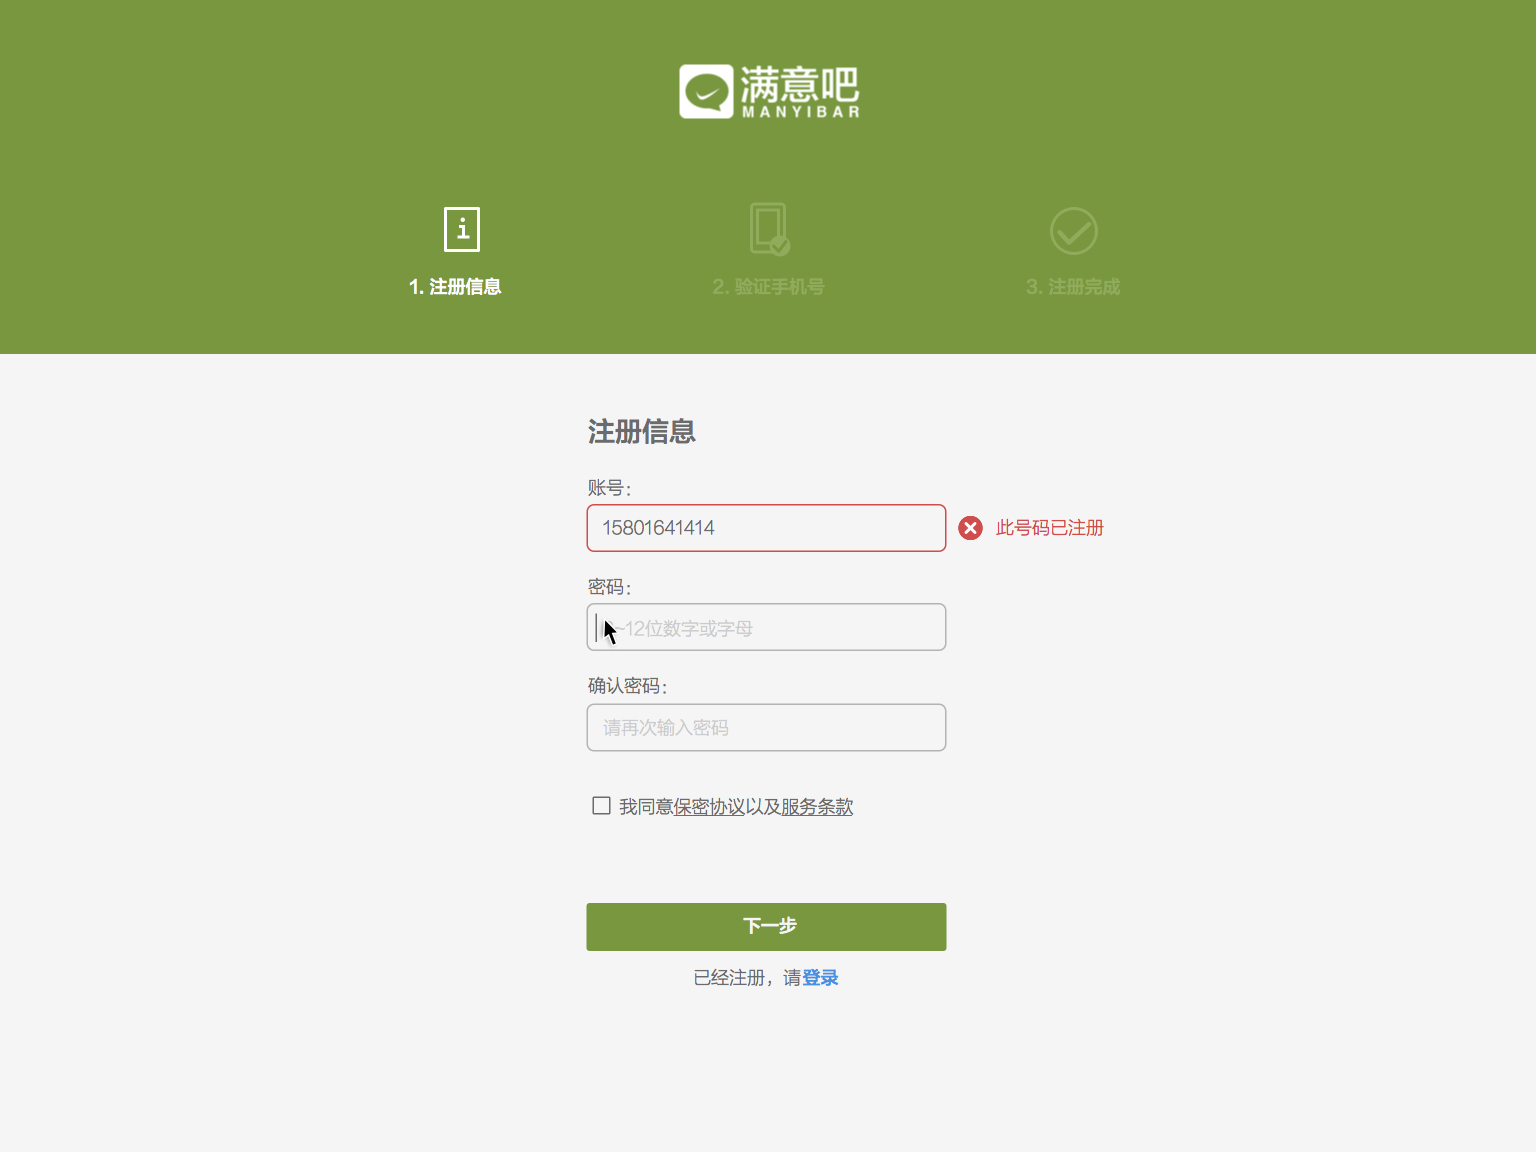 满意吧
MANYIBAR
1. 注册信息
2. 验证手机号
3. 注册完成
注册信息
账号：
15801641414
此号码已注册
密码：
~12位数字或字母
确认密码：
请再次输入密码
我同意保密协议以及服务条款
下一步
已经注册，请登录